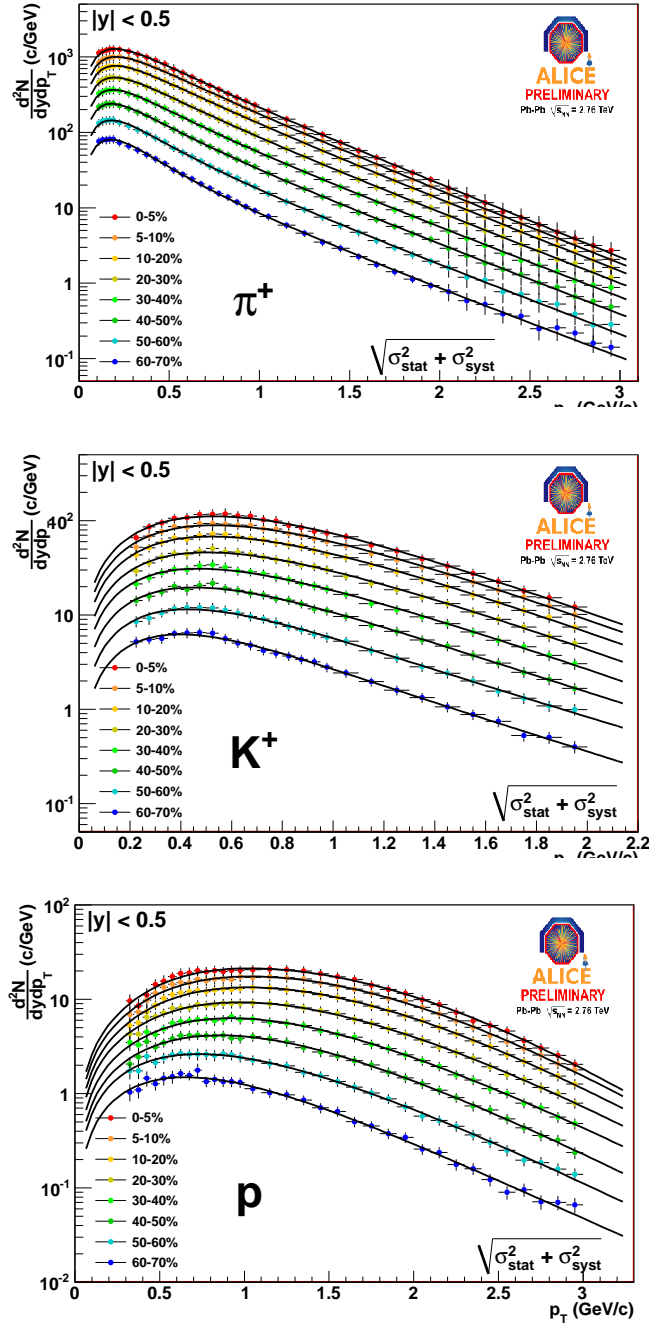 |y| < 0.5
d²N/dydp_T (c/GeV)
10³
10²
10
1
10⁻¹
ALICE
PRELIMINARY
Pb-Pb √s_NN = 2.76 TeV
0-5%
5-10%
10-20%
20-30%
30-40%
40-50%
50-60%
60-70%
π⁺
√σ²_stat + σ²_syst
0 0.5 1 1.5 2 2.5 3
(GeV/c)
|y| < 0.5
d²N/dydp (c/GeV)
10²
10
1
10⁻¹
ALICE
PRELIMINARY
Pb-Pb √s_NN = 2.76 TeV
0-5%
5-10%
10-20%
20-30%
30-40%
40-50%
50-60%
60-70%
K⁺
√σ²_stat + σ²_syst
0 0.2 0.4 0.6 0.8 1 1.2 1.4 1.6 1.8 2 2.2
(GeV/c)
|y| < 0.5
d²N/dydp_T (c/GeV)
10²
10
1
10⁻¹
10⁻²
ALICE
PRELIMINARY
Pb-Pb √s_NN = 2.76 TeV
0-5%
5-10%
10-20%
20-30%
30-40%
40-50%
50-60%
60-70%
p
√σ²_stat + σ²_syst
0 0.5 1 1.5 2 2.5 3
p_T (GeV/c)